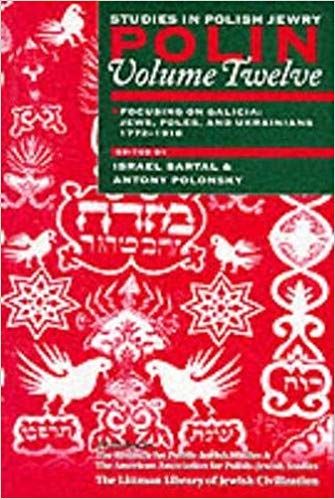 STUDIES IN POLISH JEWRY
POLIN
Volume Twelve
FOCUSING ON GALICIA:
JEWS, POLES, AND UKRAINIANS
1772–1918
EDITED BY
ISRAEL BARTAL &
ANTONY POLONSKY
מזרח
The Institute for Polish-Jewish Studies &
The American Association for Polish-Jewish Studies
The Littman Library of Jewish Civilization